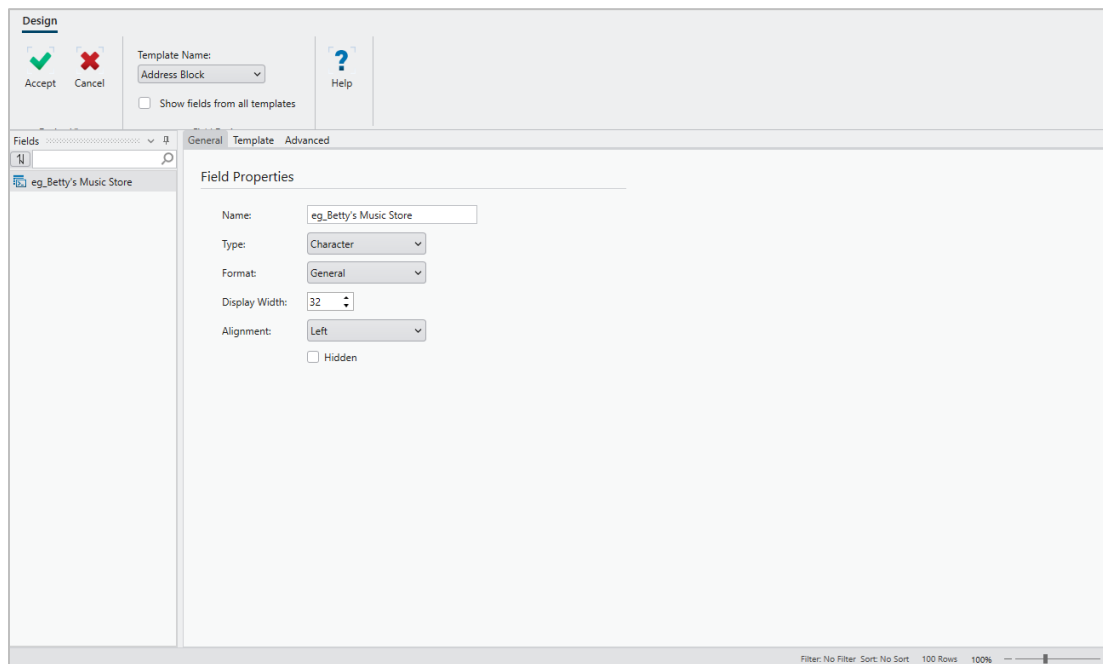 Design
Accept
Cancel
Template Name:
Address Block
Show fields from all templates
?
Help
Fields
General Template Advanced
eg_Betty's Music Store
Field Properties
Name: eg_Betty's Music Store
Type: Character
Format: General
Display Width: 32
Alignment: Left
Hidden
Filter: No Filter Sort: No Sort 100 Rows 100%